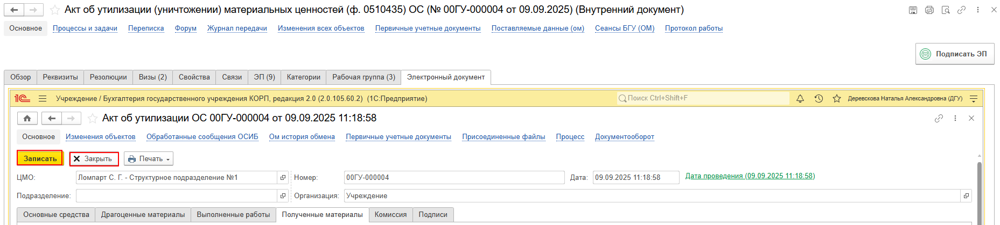 Акт об утилизации (уничтожении) материальных ценностей (ф. 0510435) ОС (№ 00ГУ-000004 от 09.09.2025) (Внутренний документ)
Основное Процессы и задачи Переписка Форум Журнал передачи Изменения всех объектов Первичные учетные документы Поставляемые данные (ом) Сеансы БГУ (ОМ) Протокол работы
Подписать ЭП
Обзор Реквизиты Резолюции Визы (2) Свойства Связи ЭП (9) Категории Рабочая группа (3) Электронный документ
1С Учреждение / Бухгалтерия государственного учреждения КОРП, редакция 2.0 (2.0.105.60.2) (1С:Предприятие) Поиск Ctrl+Shift+F Деревскова Наталья Александровна (ДГУ)
Акт об утилизации ОС 00ГУ-000004 от 09.09.2025 11:18:58
Основное Изменения объектов Обработанные сообщения ОСИБ Ом история обмена Первичные учетные документы Присоединенные файлы Процесс Документооборот
Записать Закрыть Печать
ЦМО: Ломпарт С. Г. - Структурное подразделение №1 Номер: 00ГУ-000004 Дата: 09.09.2025 11:18:58 Дата проведения (09.09.2025 11:18:58)
Подразделение: Организация: Учреждение
Основные средства Драгоценные материалы Выполненные работы Полученные материалы Комиссия Подписи